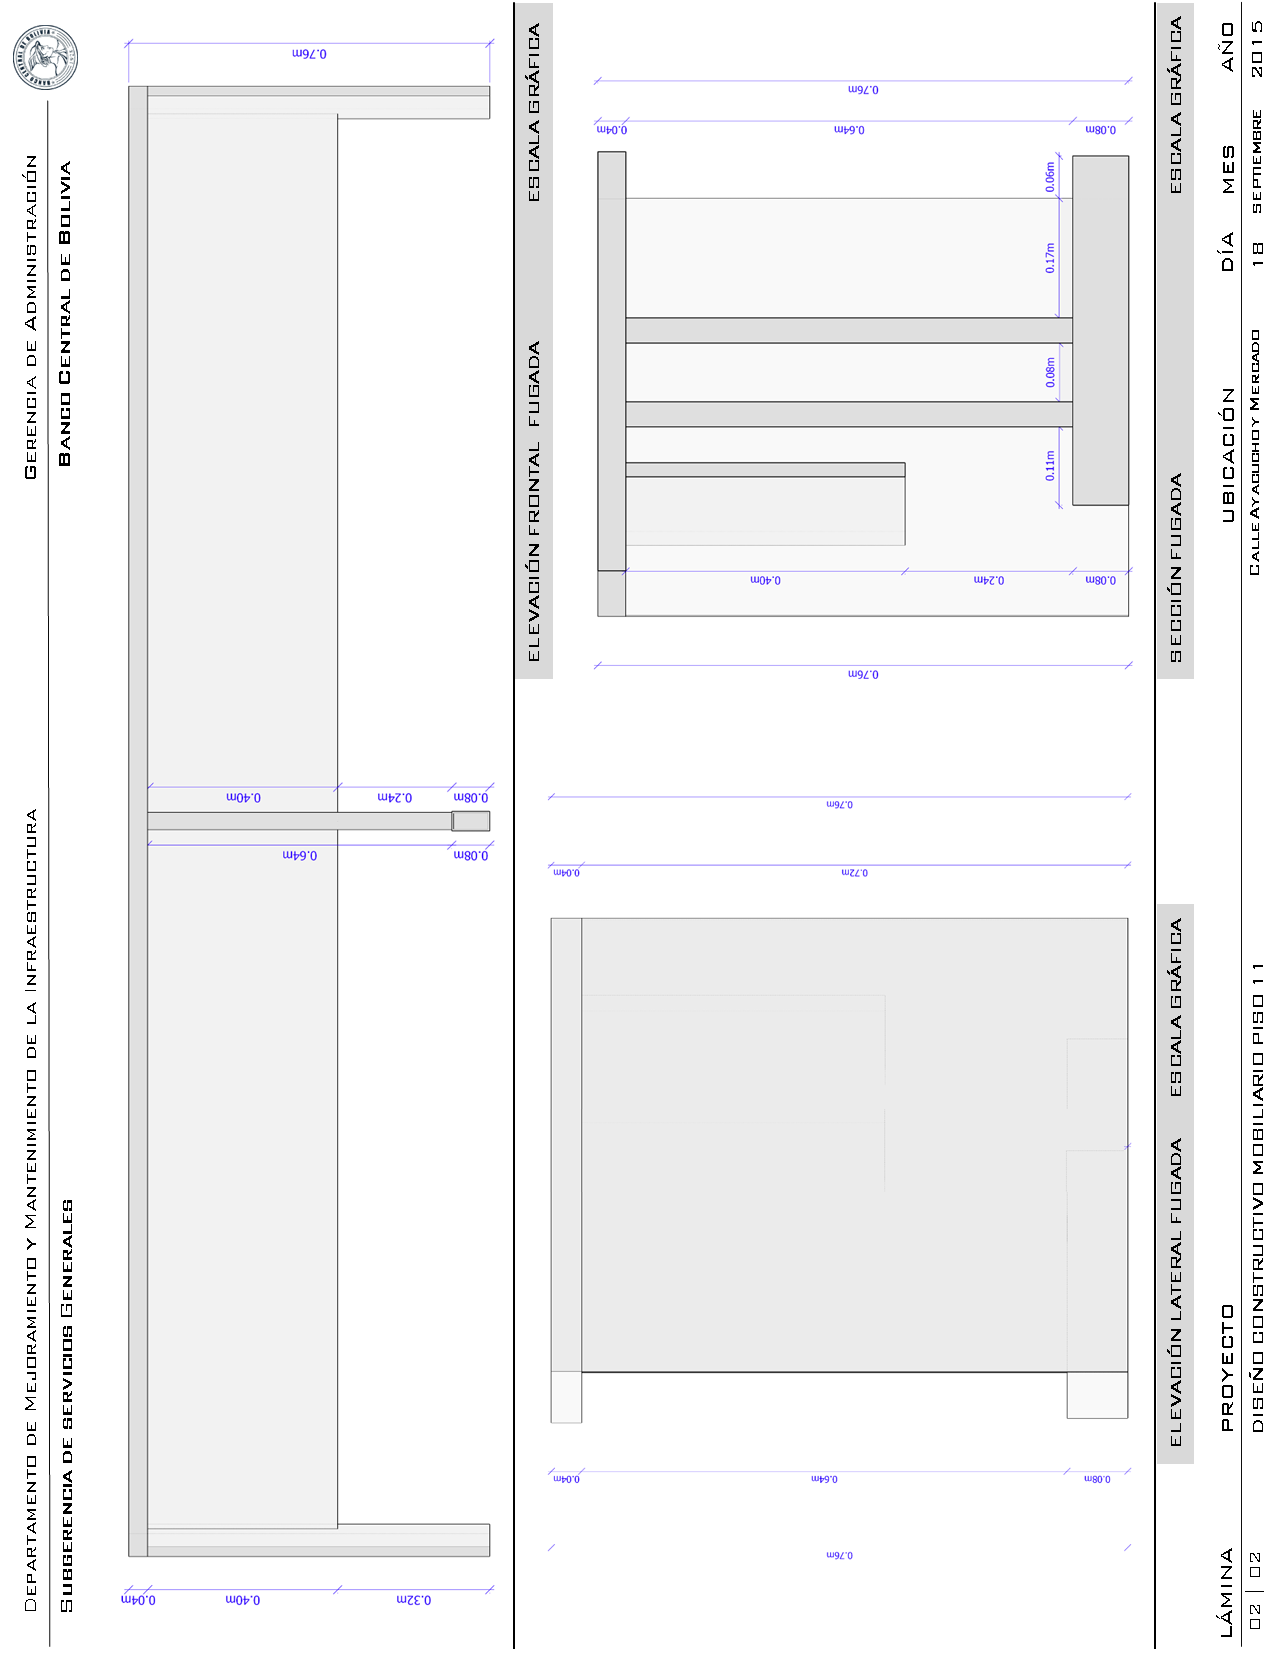 DEPARTAMENTO DE MEJORAMIENTO Y MANTENIMIENTO DE LA INFRAESTRUCTURA
GERENCIA DE ADMINISTRACIÓN
SUBGERENCIA DE SERVICIOS GENERALES
BANCO CENTRAL DE BOLIVIA
0.76m
0.40m
0.24m
0.08m
0.64m
0.08m
0.04m
0.40m
0.32m
ELEVACIÓN FRONTAL FUGADA
ESCALA GRÁFICA
0.76m
0.04m
0.64m
0.08m
0.06m
0.17m
0.08m
0.11m
0.40m
0.24m
0.08m
0.76m
SECCIÓN FUGADA
ESCALA GRÁFICA
0.76m
0.04m
0.72m
0.04m
0.64m
0.08m
0.76m
ELEVACIÓN LATERAL FUGADA
ESCALA GRÁFICA
LÁMINA
PROYECTO
UBICACIÓN
DÍA
MES
AÑO
02 | 02
DISEÑO CONSTRUCTIVO MOBILIARIO PISO 11
CALLE AYACUCHO Y MERCADO
18
SEPTIEMBRE
2015